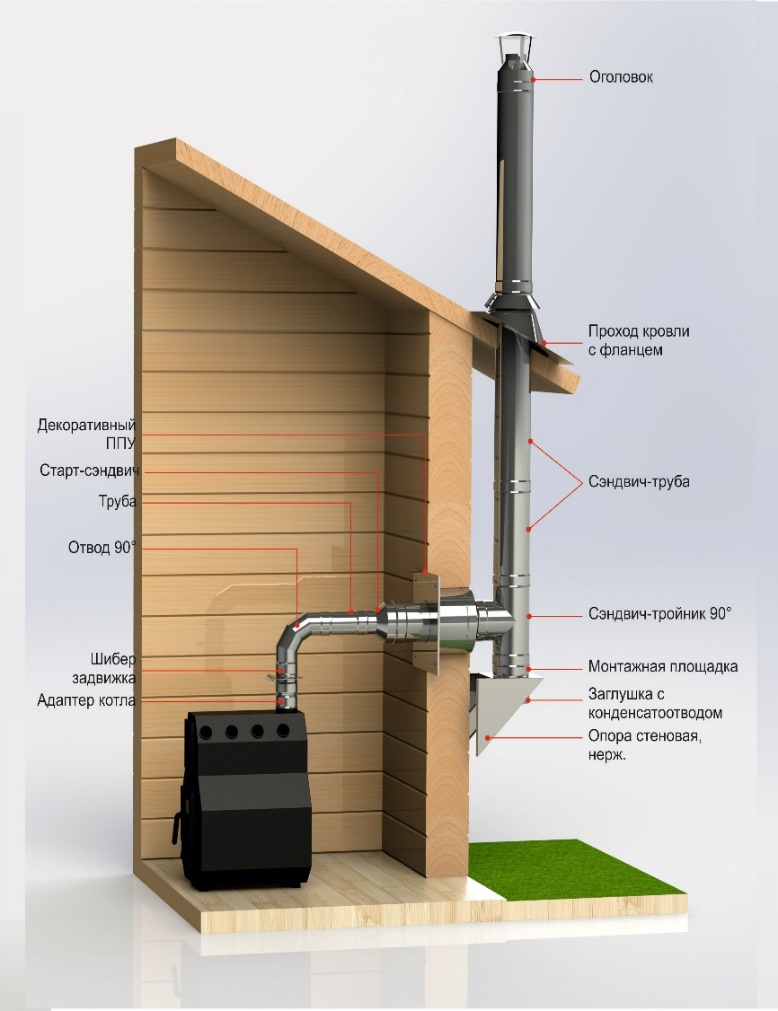 Оголовок
Проход кровли
с фланцем
Декоративный
ППУ
Старт-сэндвич
Труба
Отвод 90°
Шибер
задвижка
Адаптер котла
Сэндвич-труба
Сэндвич-тройник 90°
Монтажная площадка
Заглушка с
конденсатоотводом
Опора стеновая,
нерж.